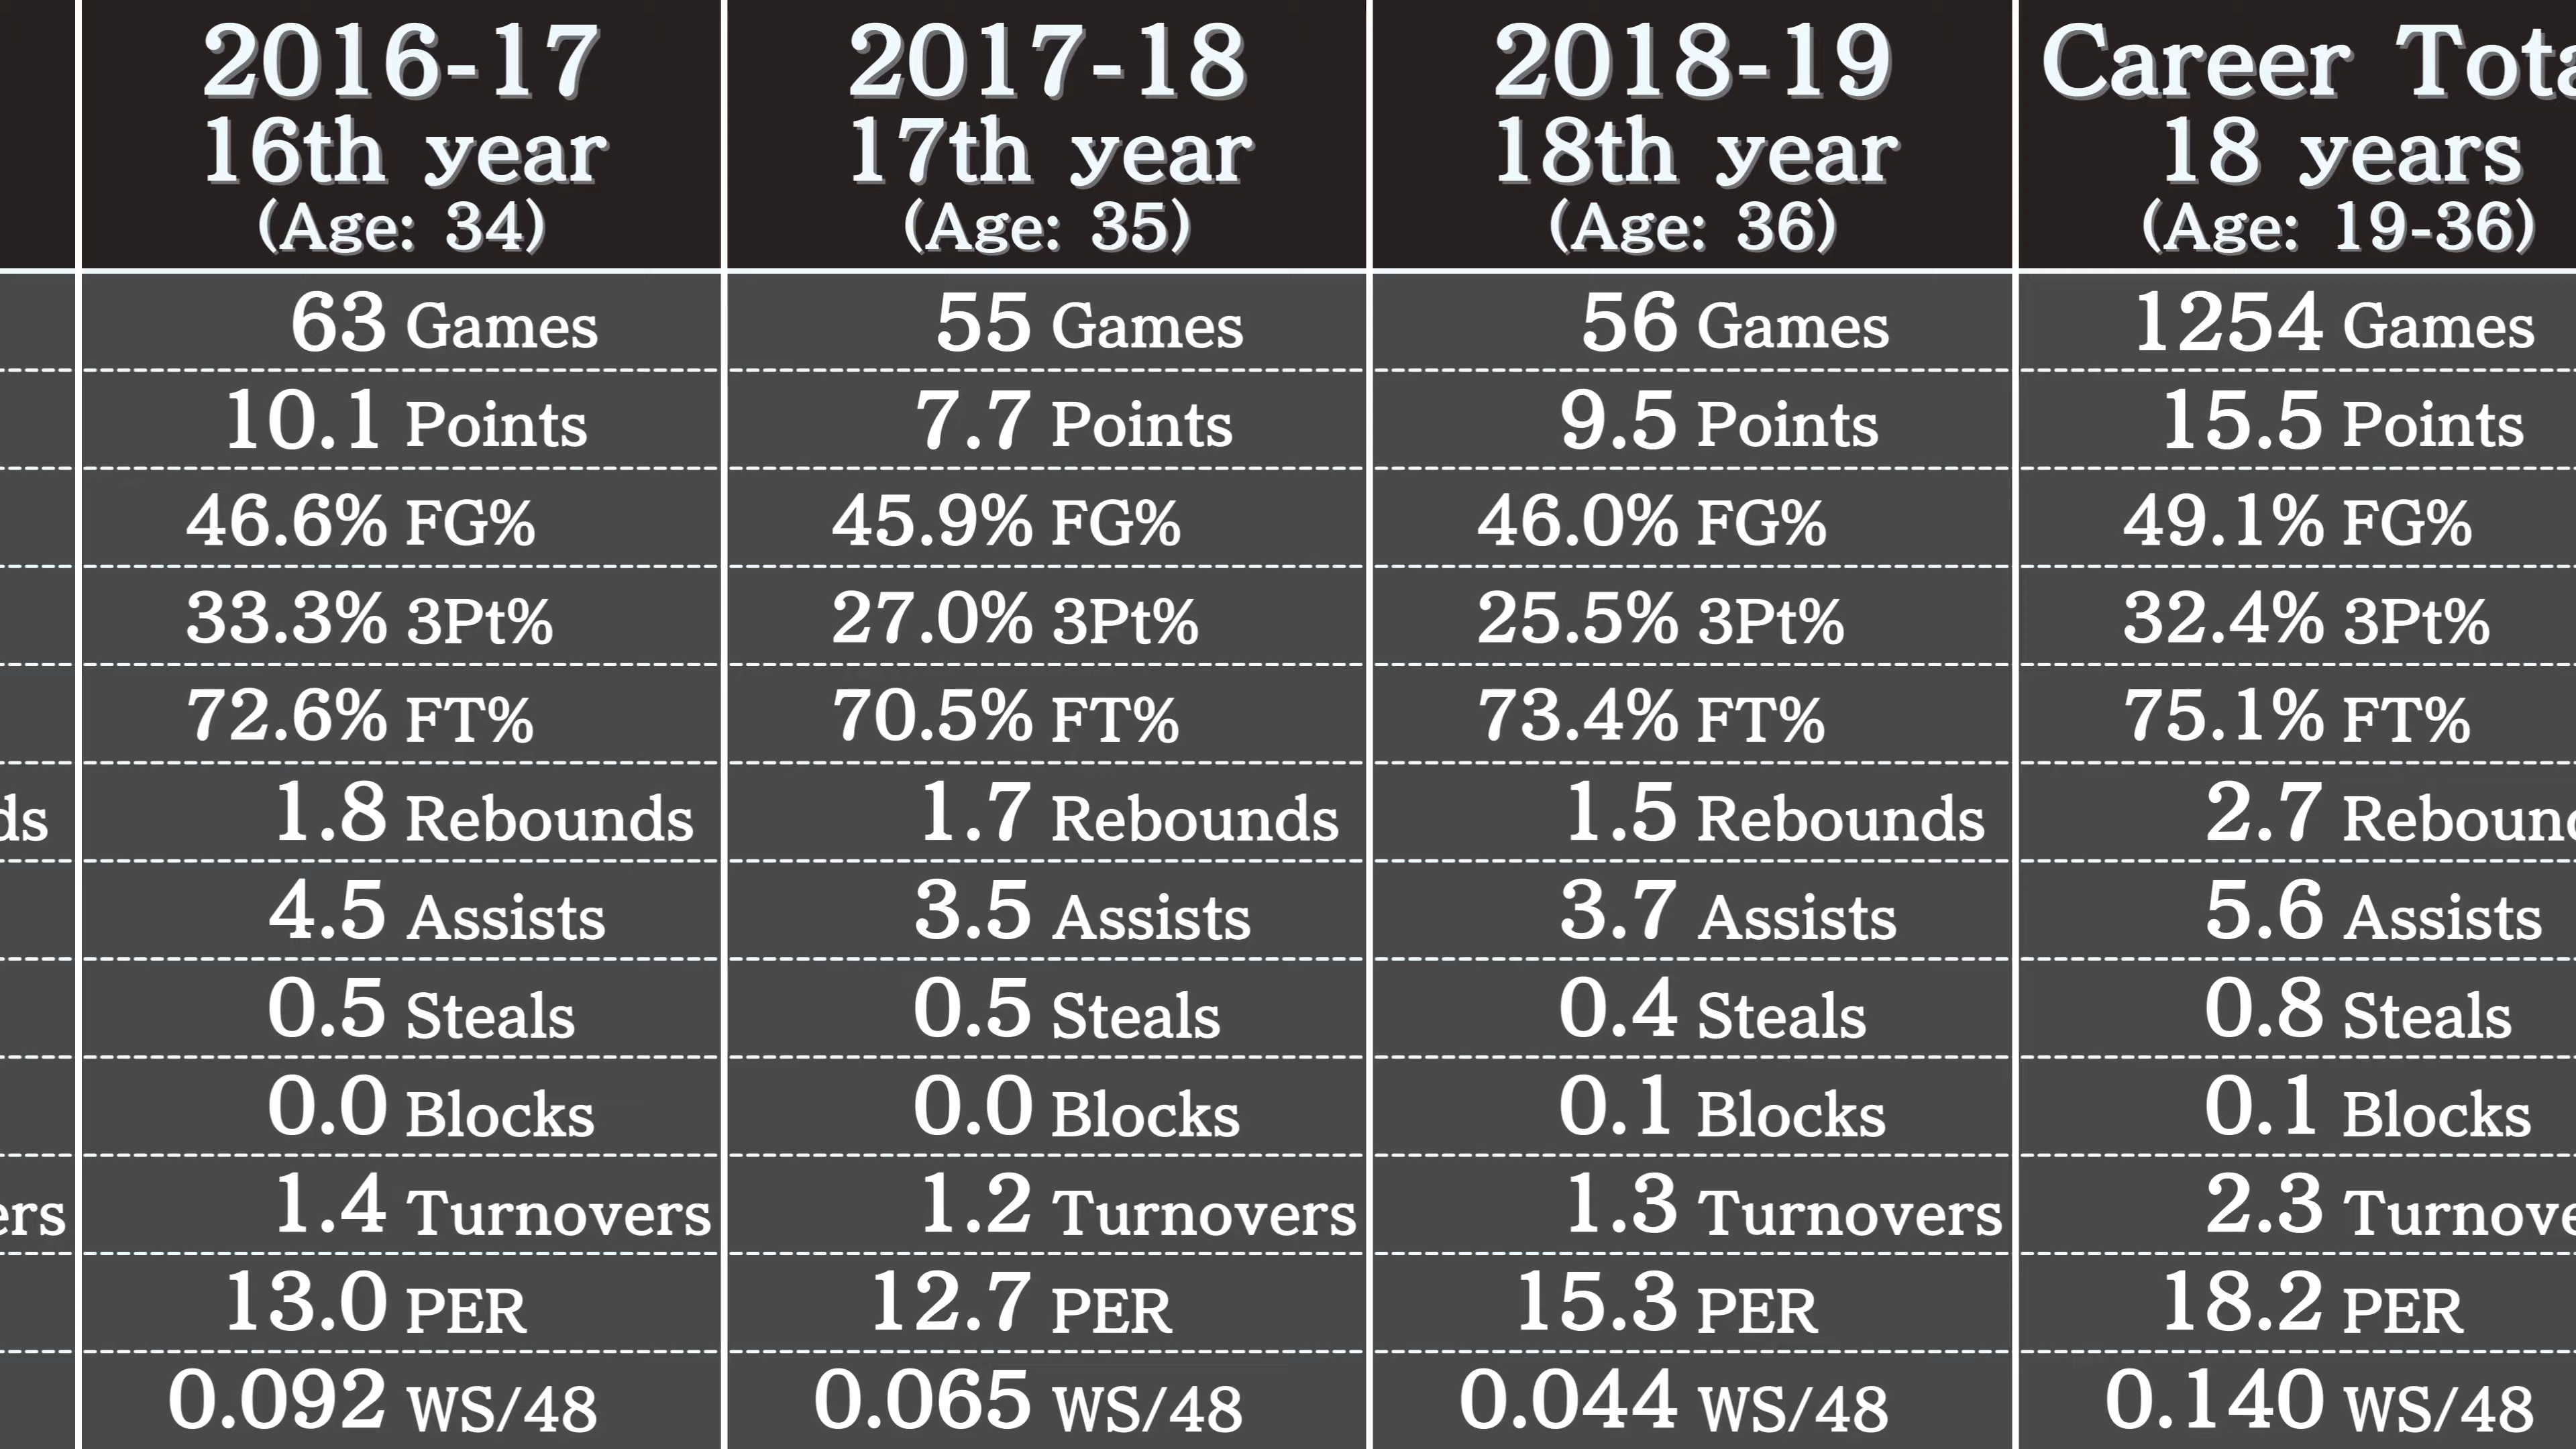 2016-17
16th year
(Age: 34)
63 Games
10.1 Points
46.6% FG%
33.3% 3Pt%
72.6% FT%
1.8 Rebounds
4.5 Assists
0.5 Steals
0.0 Blocks
1.4 Turnovers
13.0 PER
0.092 WS/48
2017-18
17th year
(Age: 35)
55 Games
7.7 Points
45.9% FG%
27.0% 3Pt%
70.5% FT%
1.7 Rebounds
3.5 Assists
0.5 Steals
0.0 Blocks
1.2 Turnovers
12.7 PER
0.065 WS/48
2018-19
18th year
(Age: 36)
56 Games
9.5 Points
46.0% FG%
25.5% 3Pt%
73.4% FT%
1.5 Rebounds
3.7 Assists
0.4 Steals
0.1 Blocks
1.3 Turnovers
15.3 PER
0.044 WS/48
Career
18 years
(Age: 19-36)
1254 Games
15.5 Points
49.1% FG%
32.4% 3Pt%
75.1% FT%
2.7
5.6 Assists
0.8 Steals
0.1 Blocks
2.3
18.2 PER
0.140 WS/48